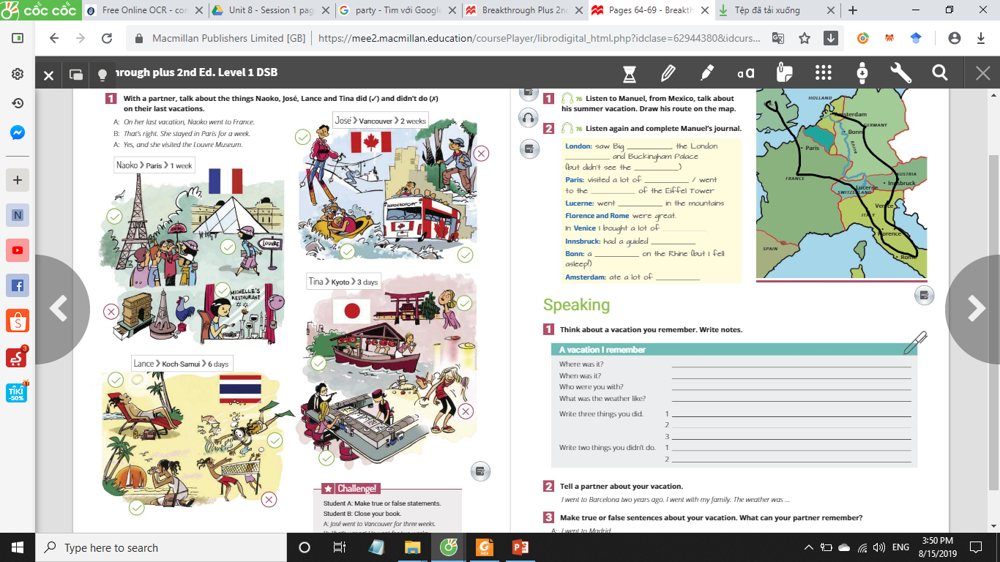 cốc cốc
Free Online OCR - con
Unit 8 - Session 1 pag
party - Tìm với Google
Breakthrough Plus 2nd
Pages 64-69 - Breakth
Tệp đã tải xuống
Macmillan Publishers Limited [GB]
https://mee2.macmillan.education/coursePlayer/librodigital_html.php?idclase=62944380&idcurs...
hrough plus 2nd Ed. Level 1 DSB
1 With a partner, talk about the things Naoko, José, Lance and Tina did (✓) and didn't do (✗)
on their last vacations.
A: On her last vacation, Naoko went to France.
B: That's right. She stayed in Paris for a week.
A: Yes, and she visited the Louvre Museum.
Naoko > Paris > 1 week
LOUVRE
MICHELLE'S
RESTAURANT
José > Vancouver > 2 weeks
Tina > Kyoto > 3 days
Lance > Koch-Samui > 6 days
Challenge!
Student A: Make true or false statements.
Student B: Close your book.
A: José went to Vancouver for three weeks.
1 76 Listen to Manuel, from Mexico, talk about
his summer vacation. Draw his route on the map.
2 76 Listen again and complete Manuel's journal.
London: saw Big __________, the London
__________ and Buckingham Palace
(but didn't see the __________)
Paris: visited a lot of __________ / went
to the __________ of the Eiffel Tower
Lucerne: went __________ in the mountains
Florence and Rome were great.
In Venice I bought a lot of __________
Innsbruck: had a guided __________
Bonn: a __________ on the Rhine (but I fell
asleep!)
Amsterdam: ate a lot of __________
HOLLAND
Amsterdam
GERMANY
Bonn
Rhine
Paris
FRANCE
AUSTRIA
Innsbruck
Lucerne
SWITZERLAND
Venice
ITALY
Florence
Rome
SPAIN
Speaking
1 Think about a vacation you remember. Write notes.
A vacation I remember
Where was it?
When was it?
Who were you with?
What was the weather like?
Write three things you did. 1
2
3
Write two things you didn't do. 1
2
2 Tell a partner about your vacation.
I went to Barcelona two years ago. I went with my family. The weather was ...
3 Make true or false sentences about your vacation. What can your partner remember?
A: I went to Madrid
Type here to search
ENG
3:50 PM
8/15/2019
TIKI
-50%